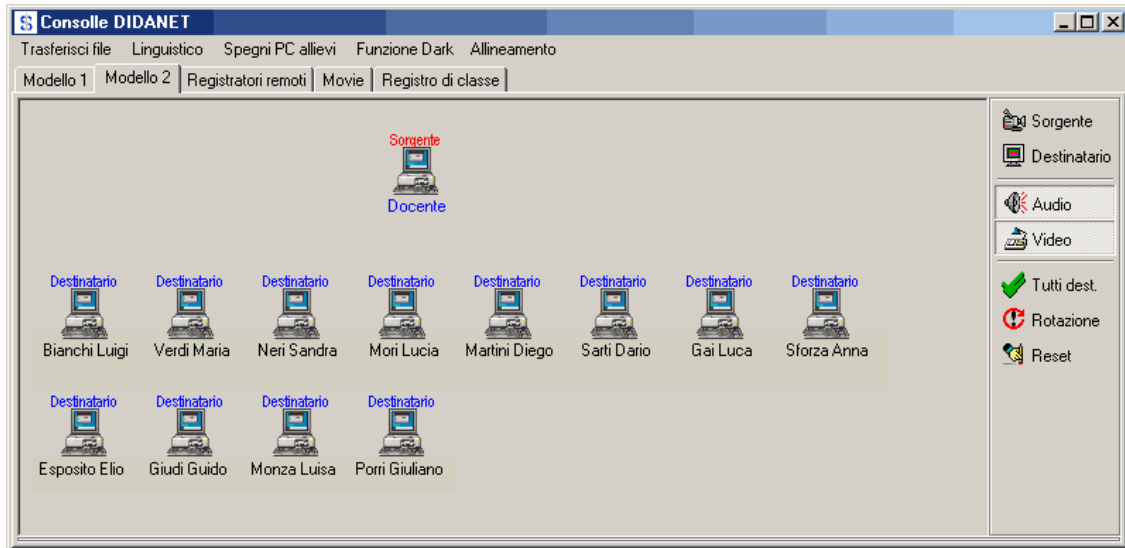 Consolle DIDANET
Trasferisci file Linguistico Spegni PC allievi Funzione Dark Allineamento
Modello 1 Modello 2 Registratori remoti Movie Registro di classe
Sorgente
Docente
Destinatario Destinatario Destinatario Destinatario Destinatario Destinatario Destinatario Destinatario
Bianchi Luigi Verdi Maria Neri Sandra Mori Lucia Martini Diego Sarti Dario Gai Luca Sforza Anna
Destinatario Destinatario Destinatario Destinatario
Esposito Elio Giudi Guido Monza Luisa Porri Giuliano
Sorgente
Destinatario
Audio
Video
Tutti dest.
Rotazione
Reset